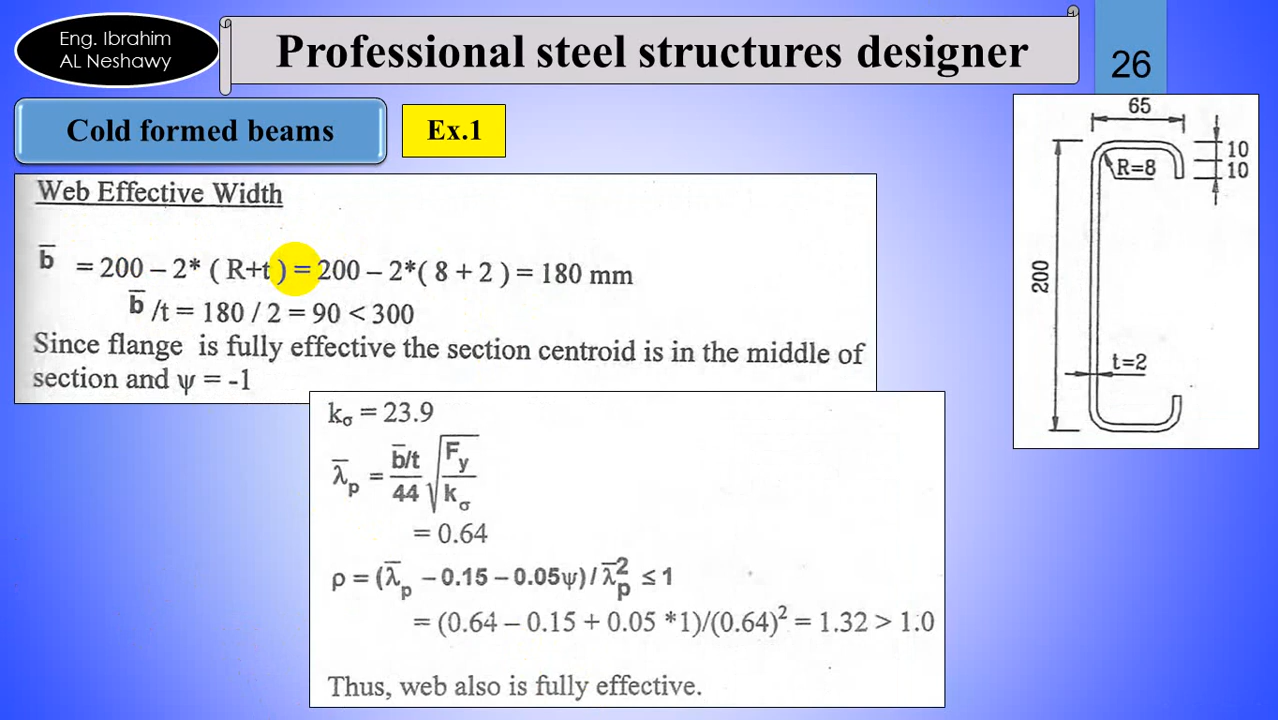 Eng. Ibrahim
AL Neshawy
Professional steel structures designer
26
Cold formed beams
Ex.1
Web Effective Width
b̅ = 200 – 2* ( R+t ) = 200 – 2*( 8 + 2 ) = 180 mm
b̅ /t = 180 / 2 = 90 < 300
Since flange is fully effective the section centroid is in the middle of
section and ψ = -1
kσ = 23.9
λ̅p = (b̅/t)/44 √(Fy/kσ)
= 0.64
ρ = (λ̅p – 0.15 – 0.05ψ) / λ̅p² ≤ 1
= (0.64 – 0.15 + 0.05 *1)/(0.64)² = 1.32 > 1.0
Thus, web also is fully effective.
65
10
R=8
10
200
t=2